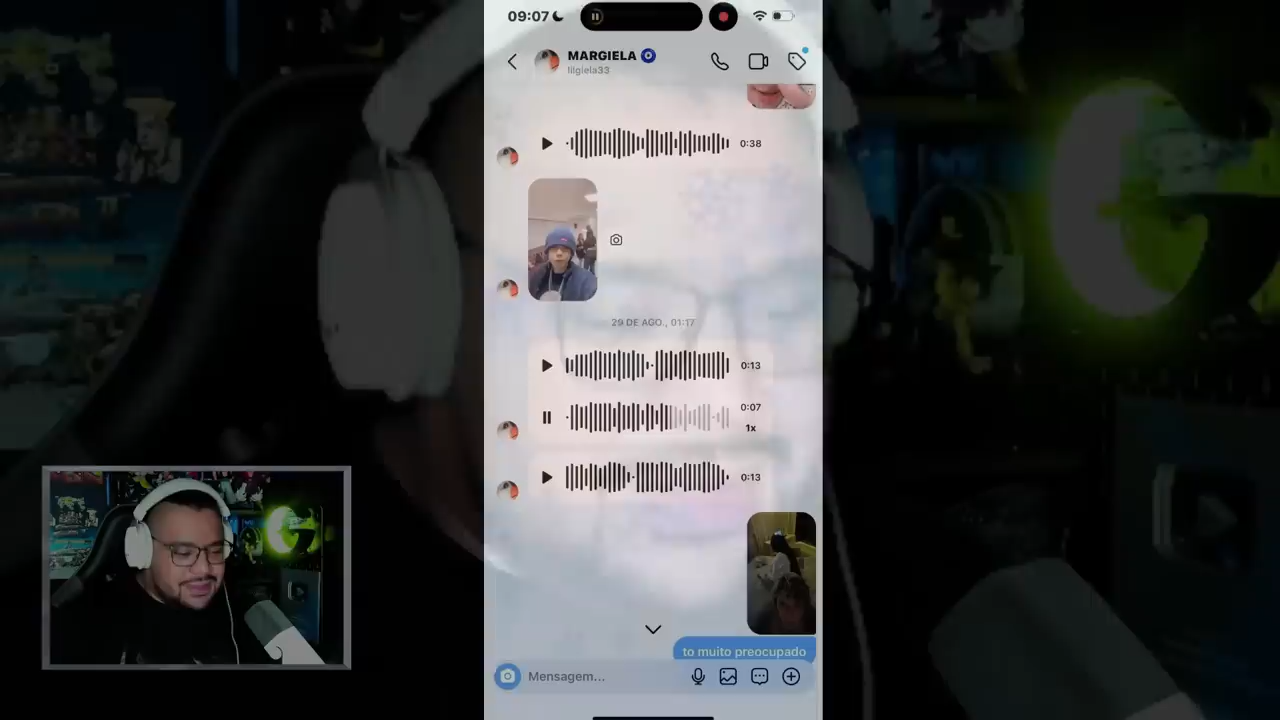 09:07
MARGIELA
lilgiela33
0:38
29 DE AGO., 01:17
0:13
0:07
1x
0:13
to muito preocupado
Mensagem...